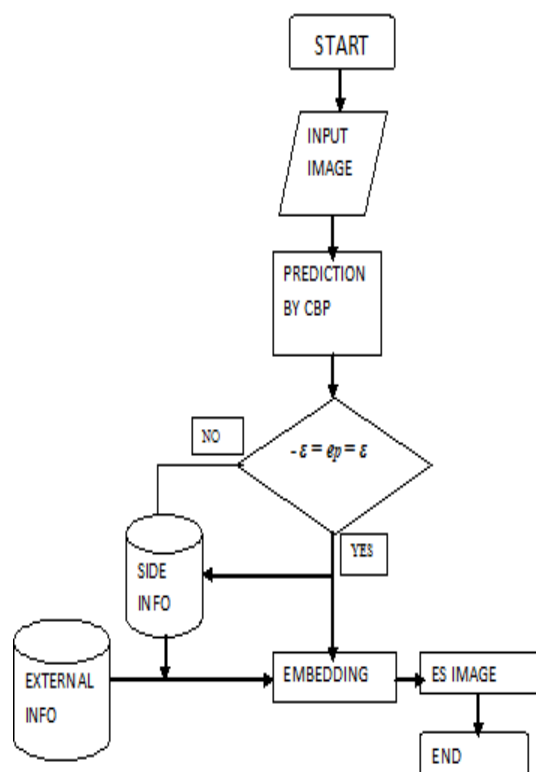 START
INPUT
IMAGE
PREDICTION
BY CBP
NO
- ε = ep = ε
YES
SIDE
INFO
EXTERNAL
INFO
EMBEDDING
ES IMAGE
END